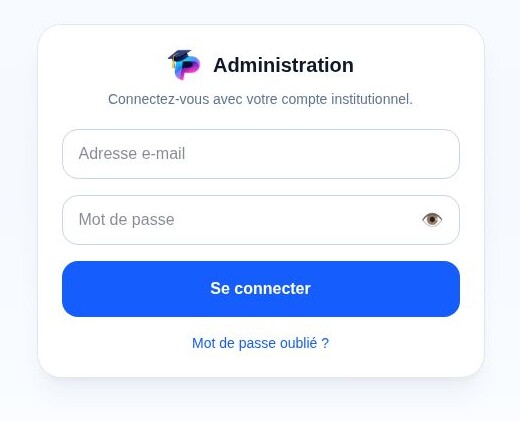 Administration
Connectez-vous avec votre compte institutionnel.
Adresse e-mail
Mot de passe
Se connecter
Mot de passe oublié ?